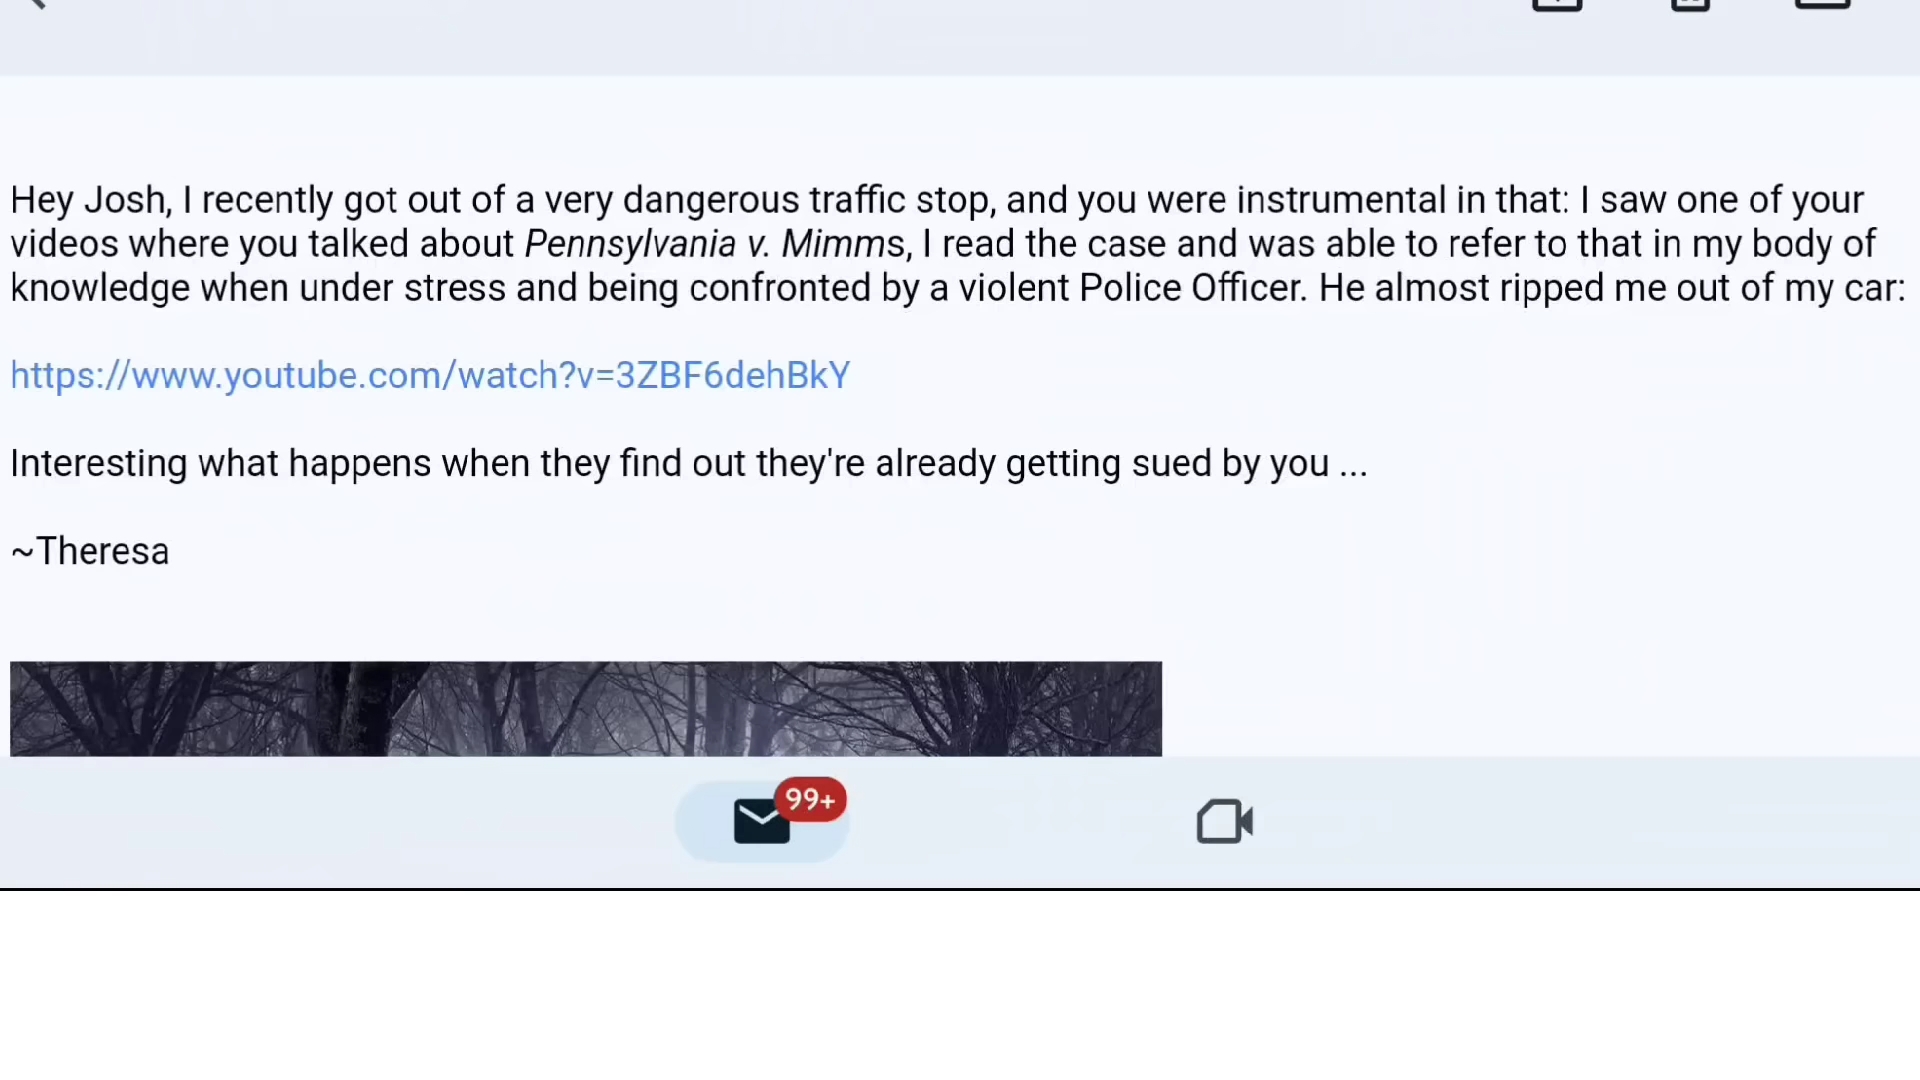 Hey Josh, I recently got out of a very dangerous traffic stop, and you were instrumental in that: I saw one of your
videos where you talked about Pennsylvania v. Mimms, I read the case and was able to refer to that in my body of
knowledge when under stress and being confronted by a violent Police Officer. He almost ripped me out of my car:
https://www.youtube.com/watch?v=3ZBF6dehBkY
Interesting what happens when they find out they're already getting sued by you ...
~Theresa
99+